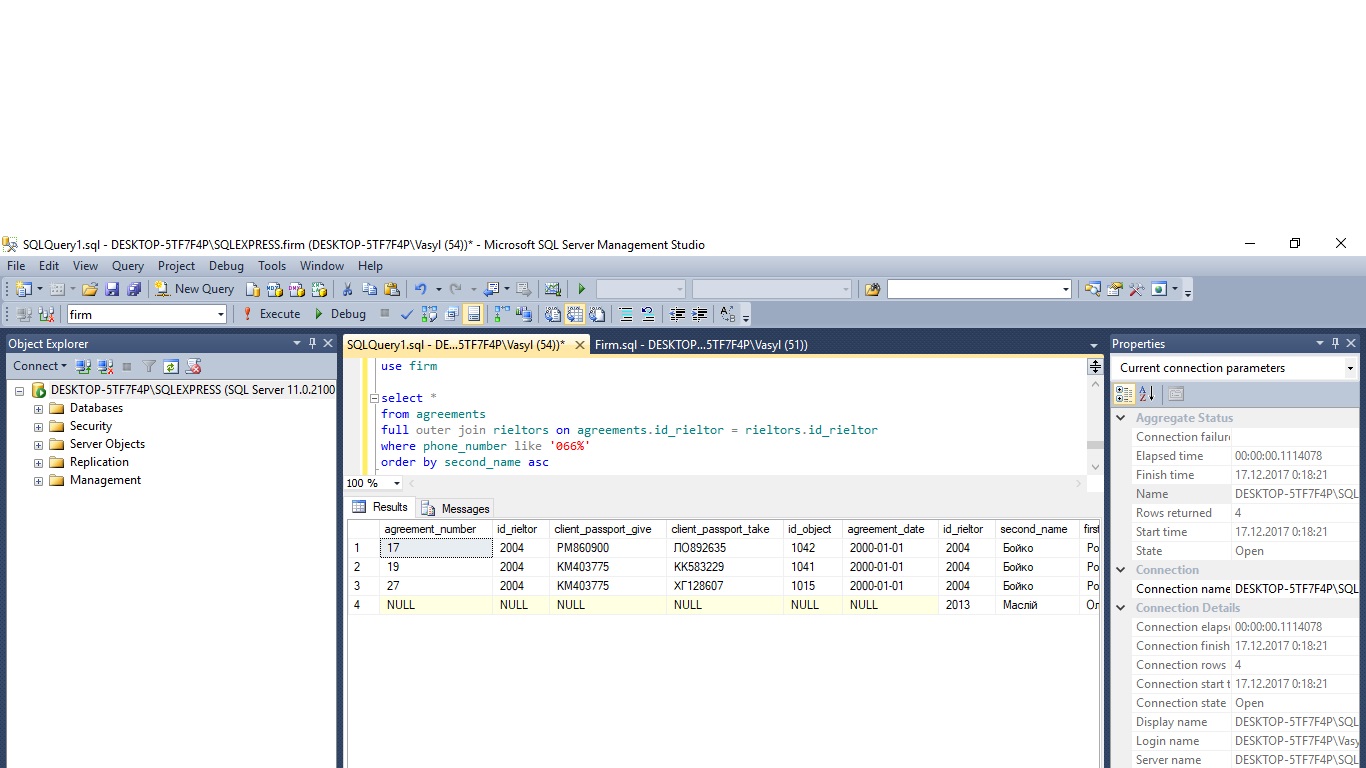 SQLQuery1.sql - DESKTOP-5TF7F4P\SQLEXPRESS.firm (DESKTOP-5TF7F4P\Vasyl (54))* - Microsoft SQL Server Management Studio
File Edit View Query Project Debug Tools Window Help
New Query
firm Execute Debug
Object Explorer
Connect
DESKTOP-5TF7F4P\SQLEXPRESS (SQL Server 11.0.2100
Databases
Security
Server Objects
Replication
Management
SQLQuery1.sql - DE...5TF7F4P\Vasyl (54))* Firm.sql - DESKTOP...5TF7F4P\Vasyl (51))
use firm
select *
from agreements
full outer join rieltors on agreements.id_rieltor = rieltors.id_rieltor
where phone_number like '066%'
order by second_name asc
100 %
Results Messages
agreement_number id_rieltor client_passport_give client_passport_take id_object agreement_date id_rieltor second_name first
1 17 2004 PM860900 ЛО892635 1042 2000-01-01 2004 Бойко Ро
2 19 2004 KM403775 KK583229 1041 2000-01-01 2004 Бойко Ро
3 27 2004 KM403775 ХГ128607 1015 2000-01-01 2004 Бойко Ро
4 NULL NULL NULL NULL NULL NULL 2013 Маслій Ол
Properties
Current connection parameters
Aggregate Status
Connection failure
Elapsed time 00:00:00.1114078
Finish time 17.12.2017 0:18:21
Name DESKTOP-5TF7F4P\SQL
Rows returned 4
Start time 17.12.2017 0:18:21
State Open
Connection
Connection name DESKTOP-5TF7F4P\SQL
Connection Details
Connection elapse 00:00:00.1114078
Connection finish 17.12.2017 0:18:21
Connection rows 4
Connection start t 17.12.2017 0:18:21
Connection state Open
Display name DESKTOP-5TF7F4P\SQL
Login name DESKTOP-5TF7F4P\Vasy
Server name DESKTOP-5TF7F4P\SQL